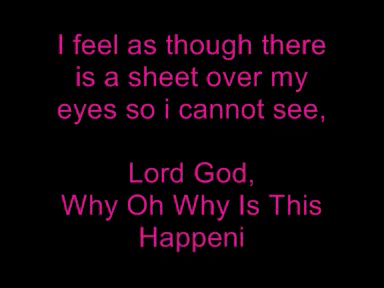 I feel as though there
is a sheet over my
eyes so i cannot see,
Lord God,
Why Oh Why Is This
Happeni